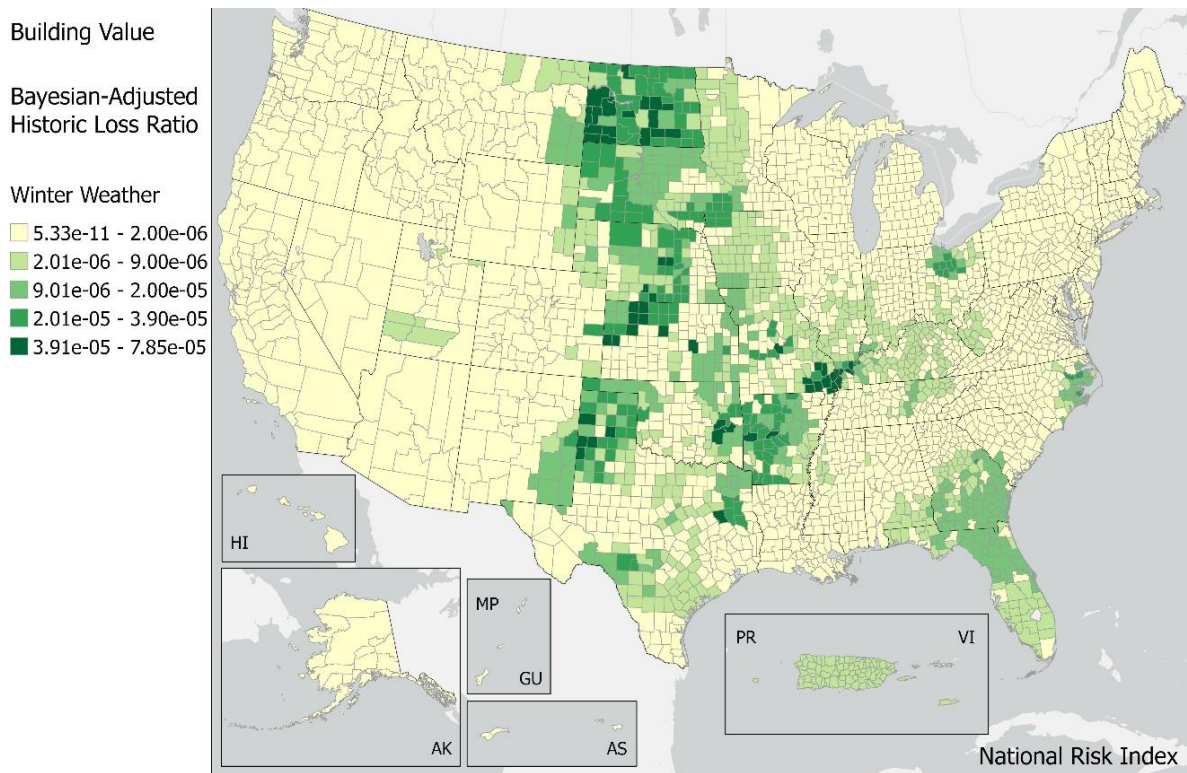 Building Value
Bayesian-Adjusted
Historic Loss Ratio
Winter Weather
5.33e-11 - 2.00e-06
2.01e-06 - 9.00e-06
9.01e-06 - 2.00e-05
2.01e-05 - 3.90e-05
3.91e-05 - 7.85e-05
HI
AK
MP
GU
AS
PR
VI
National Risk Index